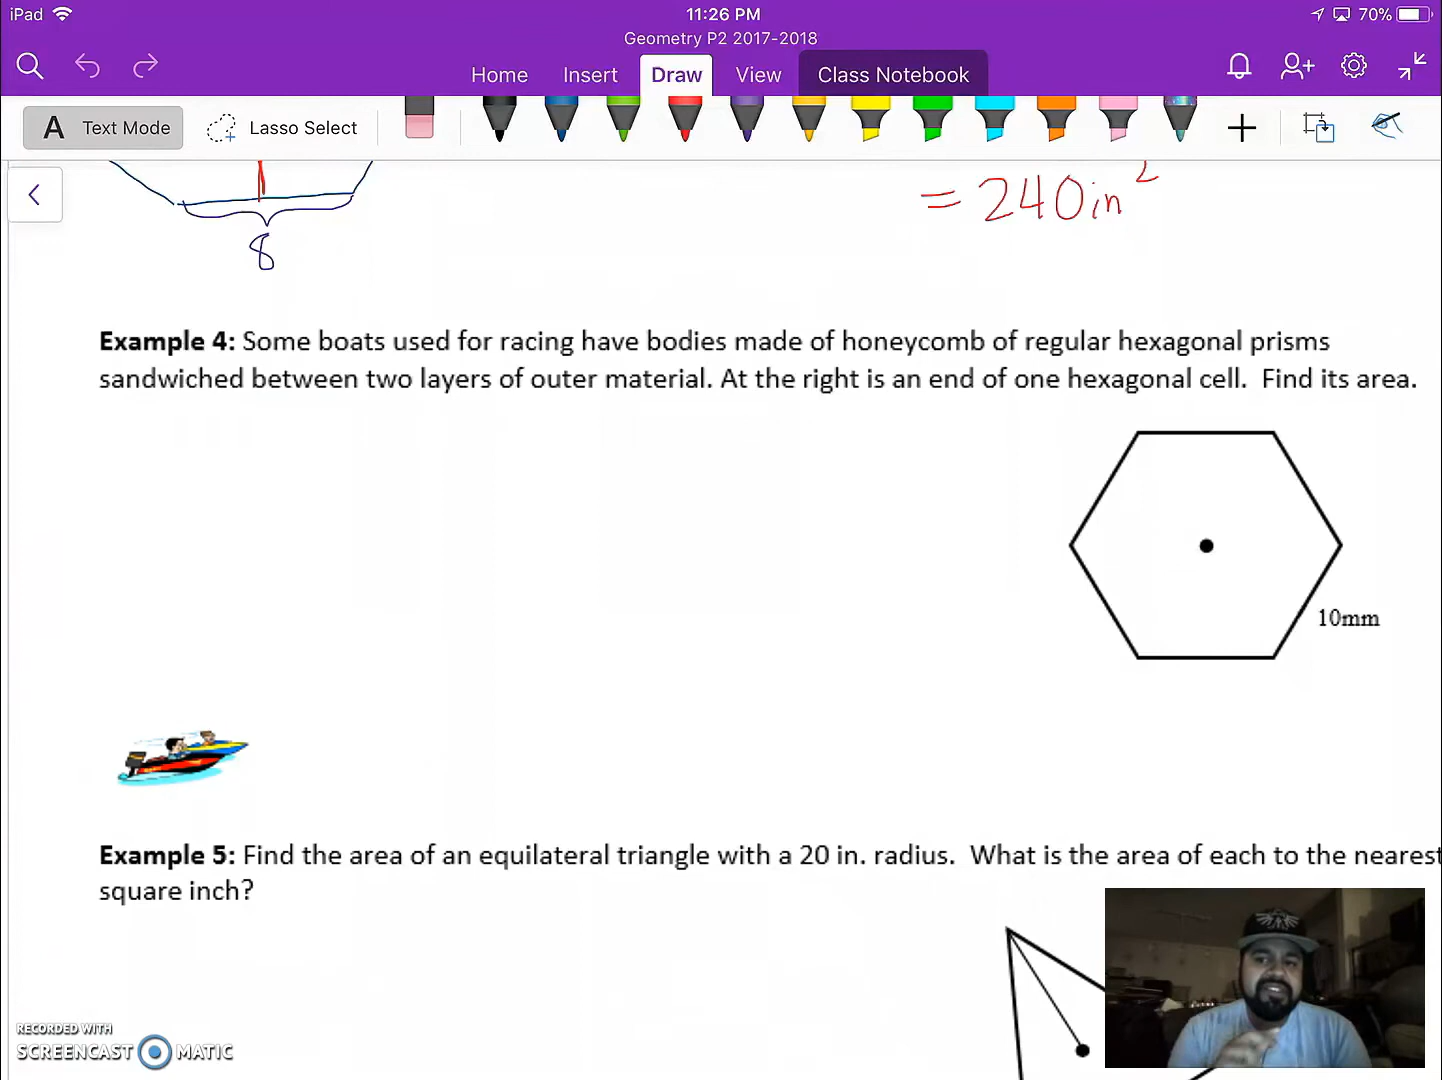 iPad
11:26 PM
70%
Geometry P2 2017-2018
Home Insert Draw View Class Notebook
A Text Mode Lasso Select
= 240in²
8
Example 4: Some boats used for racing have bodies made of honeycomb of regular hexagonal prisms
sandwiched between two layers of outer material. At the right is an end of one hexagonal cell. Find its area.
10mm
Example 5: Find the area of an equilateral triangle with a 20 in. radius. What is the area of each to the nearest
square inch?
RECORDED WITH
SCREENCAST MATIC